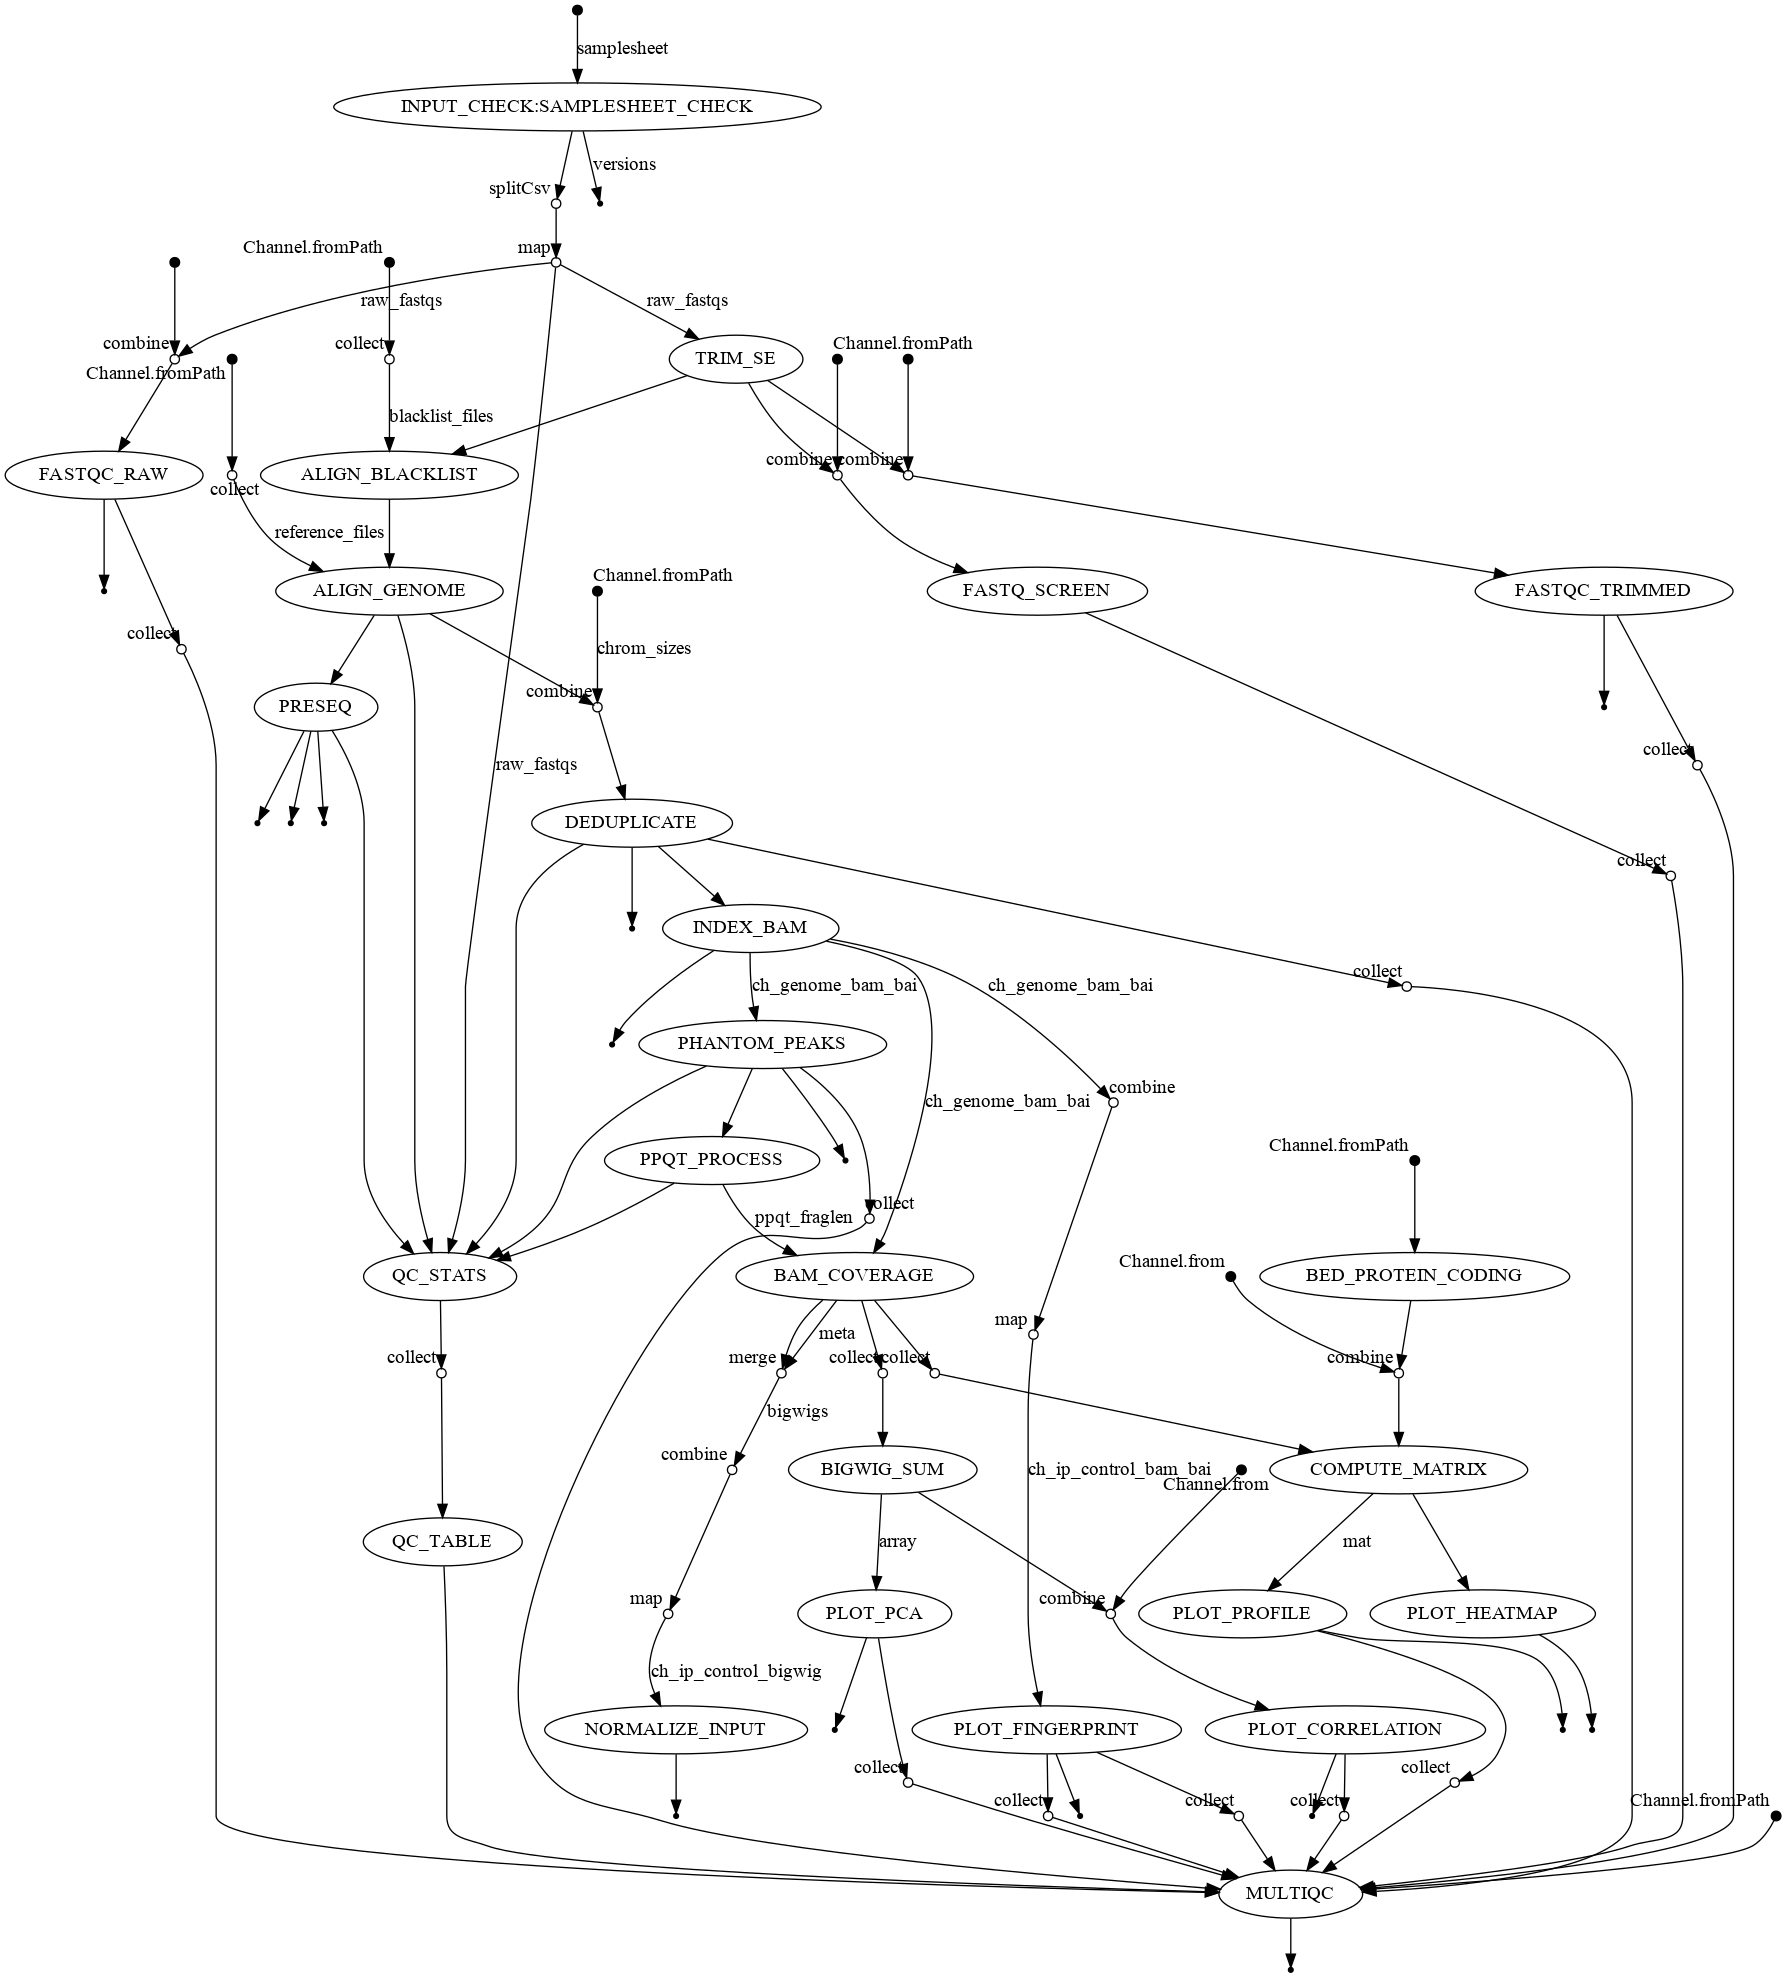 samplesheet
INPUT_CHECK:SAMPLESHEET_CHECK
versions
splitCsv
map
Channel.fromPath
raw_fastqs
raw_fastqs
combine
collect
Channel.fromPath
TRIM_SE
Channel.fromPath
blacklist_files
combine
combine
FASTQC_RAW
collect
ALIGN_BLACKLIST
reference_files
ALIGN_GENOME
Channel.fromPath
FASTQ_SCREEN
FASTQC_TRIMMED
collect
chrom_sizes
combine
PRESEQ
raw_fastqs
collect
DEDUPLICATE
collect
INDEX_BAM
collect
ch_genome_bam_bai
ch_genome_bam_bai
PHANTOM_PEAKS
combine
ch_genome_bam_bai
Channel.fromPath
PPQT_PROCESS
collect
ppqt_fraglen
Channel.from
QC_STATS
BAM_COVERAGE
BED_PROTEIN_CODING
map
meta
collect
merge
collect
collect
combine
bigwigs
combine
BIGWIG_SUM
ch_ip_control_bam_bai
Channel.from
COMPUTE_MATRIX
QC_TABLE
array
mat
map
PLOT_PCA
combine
PLOT_PROFILE
PLOT_HEATMAP
ch_ip_control_bigwig
NORMALIZE_INPUT
PLOT_FINGERPRINT
PLOT_CORRELATION
collect
collect
collect
collect
collect
Channel.fromPath
MULTIQC